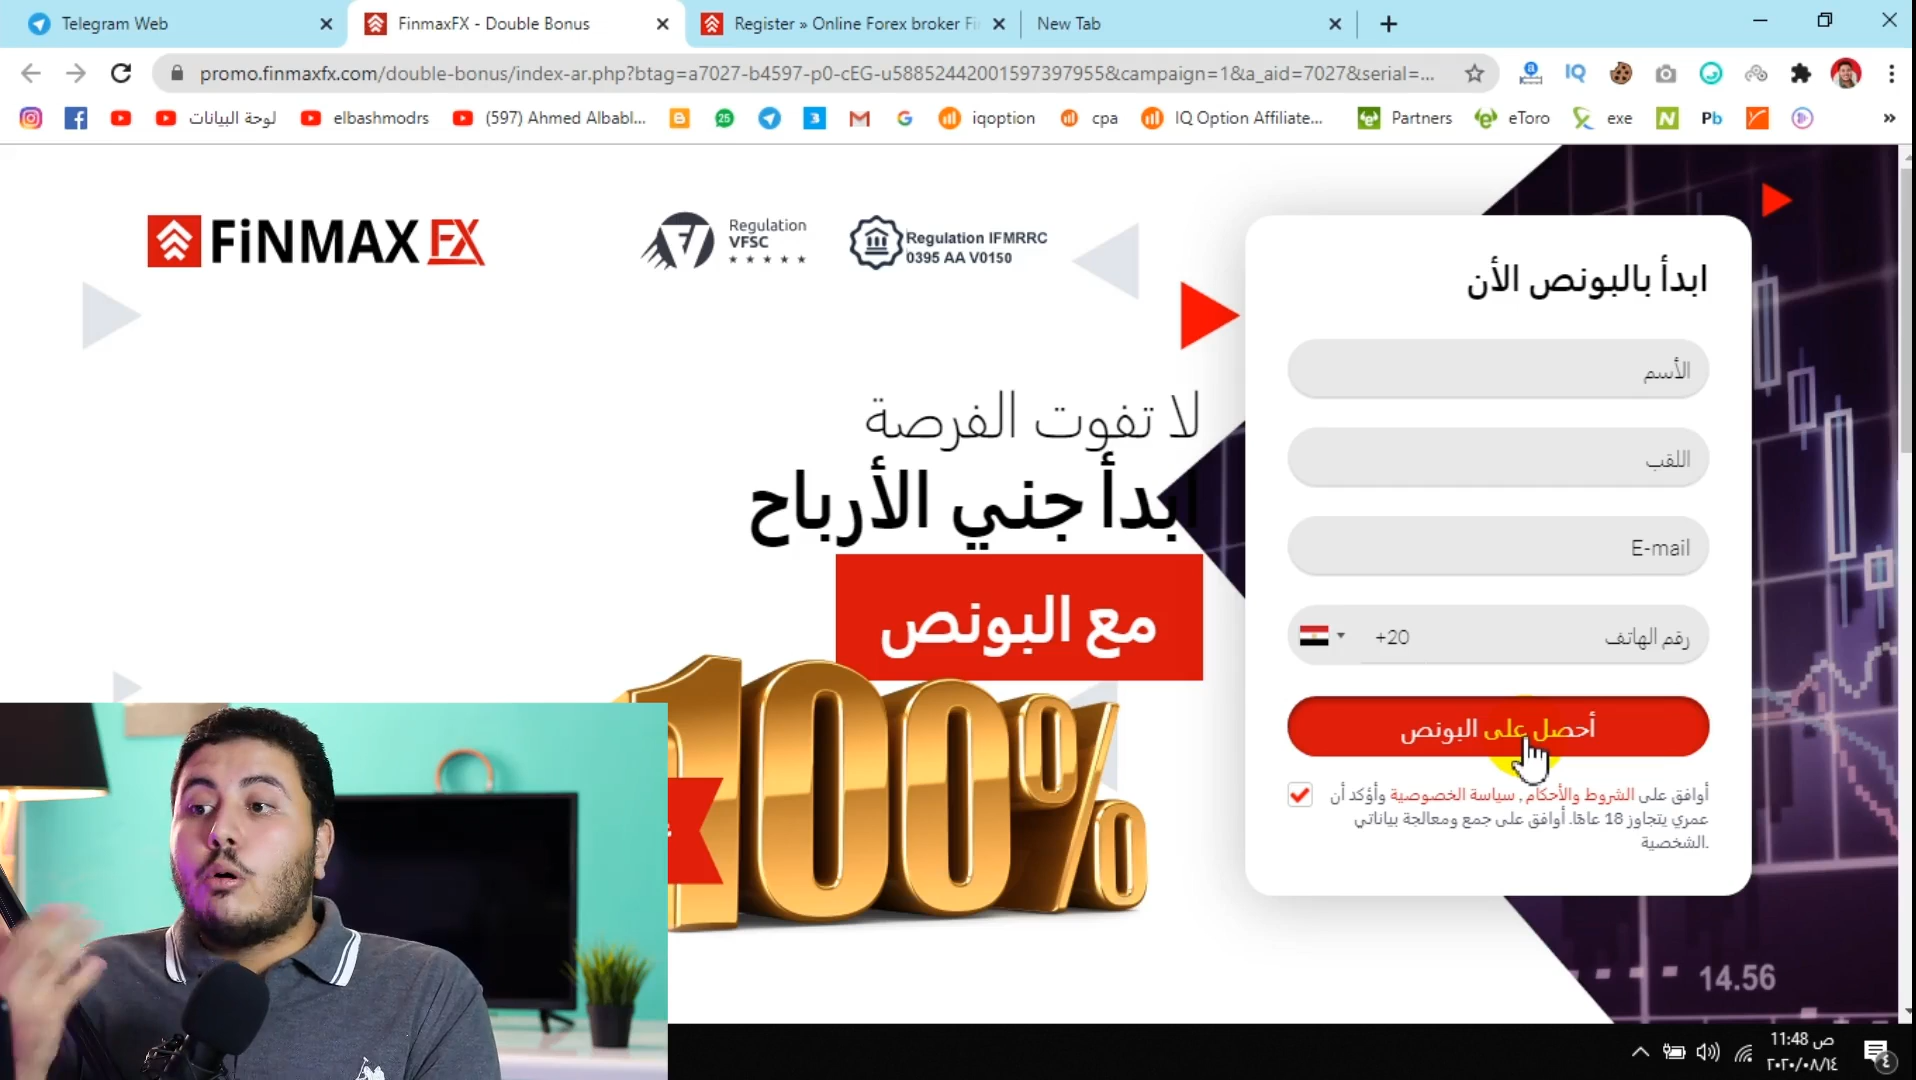 Telegram Web
FinmaxFX - Double Bonus
Register » Online Forex broker Fi
New Tab
promo.finmaxfx.com/double-bonus/index-ar.php?btag=a7027-b4597-p0-cEG-u58852442001597397955&campaign=1&a_aid=7027&serial=...
IQ
لوحة البيانات
elbashmodrs
(597) Ahmed Albabl...
25
3
iqoption
cpa
IQ Option Affiliate...
Partners
eToro
exe
N
Pb
FiNMAX FX
Regulation
VFSC
Regulation IFMRRC
0395 AA V0150
لا تفوت الفرصة
ابدأ جني الأرباح
مع البونص
100%
ابدأ بالبونص الأن
الأسم
اللقب
E-mail
+20
رقم الهاتف
أحصل على البونص
أوافق على الشروط والأحكام , سياسة الخصوصية وأؤكد أن
عمري يتجاوز 18 عامًا. أوافق على جمع ومعالجة بياناتي
الشخصية.
14.56
11:48 ص
٢٠٢٠/٠٨/١٤
٤